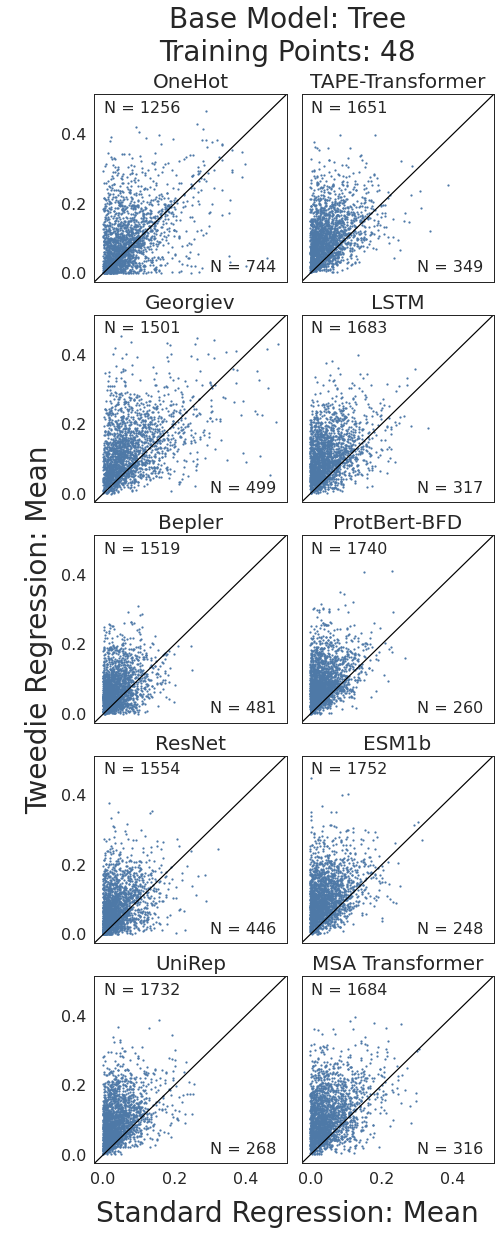 Base Model: Tree
Training Points: 48
OneHot
TAPE-Transformer
N = 1256
N = 1651
0.4
0.2
0.0
N = 744
N = 349
Georgiev
LSTM
N = 1501
N = 1683
0.4
0.2
0.0
N = 499
N = 317
Bepler
ProtBert-BFD
N = 1519
N = 1740
0.4
0.2
0.0
N = 481
N = 260
ResNet
ESM1b
N = 1554
N = 1752
0.4
0.2
0.0
N = 446
N = 248
UniRep
MSA Transformer
N = 1732
N = 1684
0.4
0.2
0.0
N = 268
N = 316
0.0 0.2 0.4
0.0 0.2 0.4
Tweedie Regression: Mean
Standard Regression: Mean